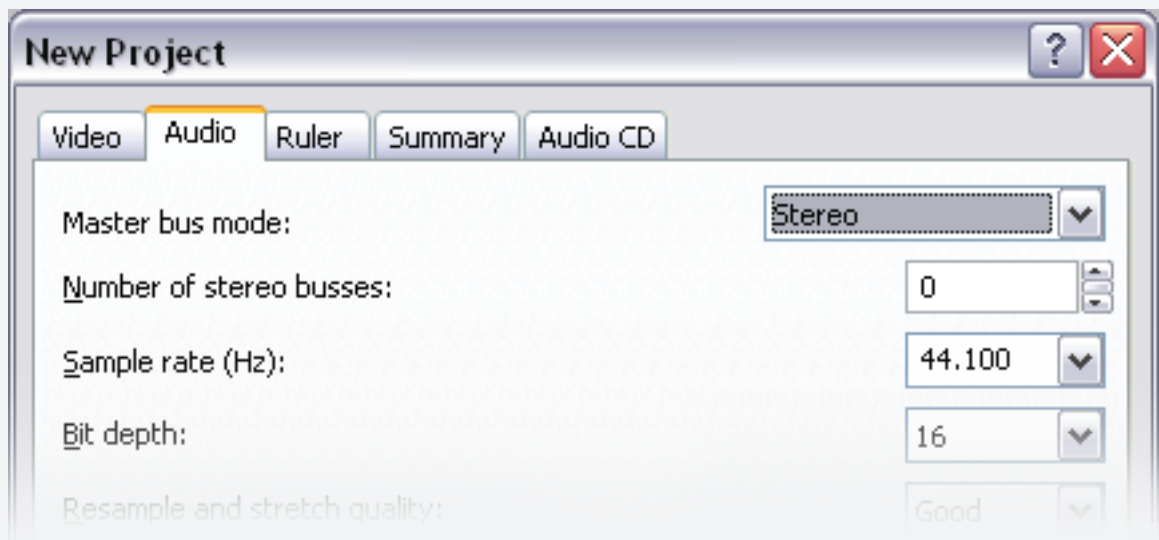 New Project
Video Audio Ruler Summary Audio CD
Master bus mode: Stereo
Number of stereo busses: 0
Sample rate (Hz): 44.100
Bit depth: 16
Resample and stretch quality: Good